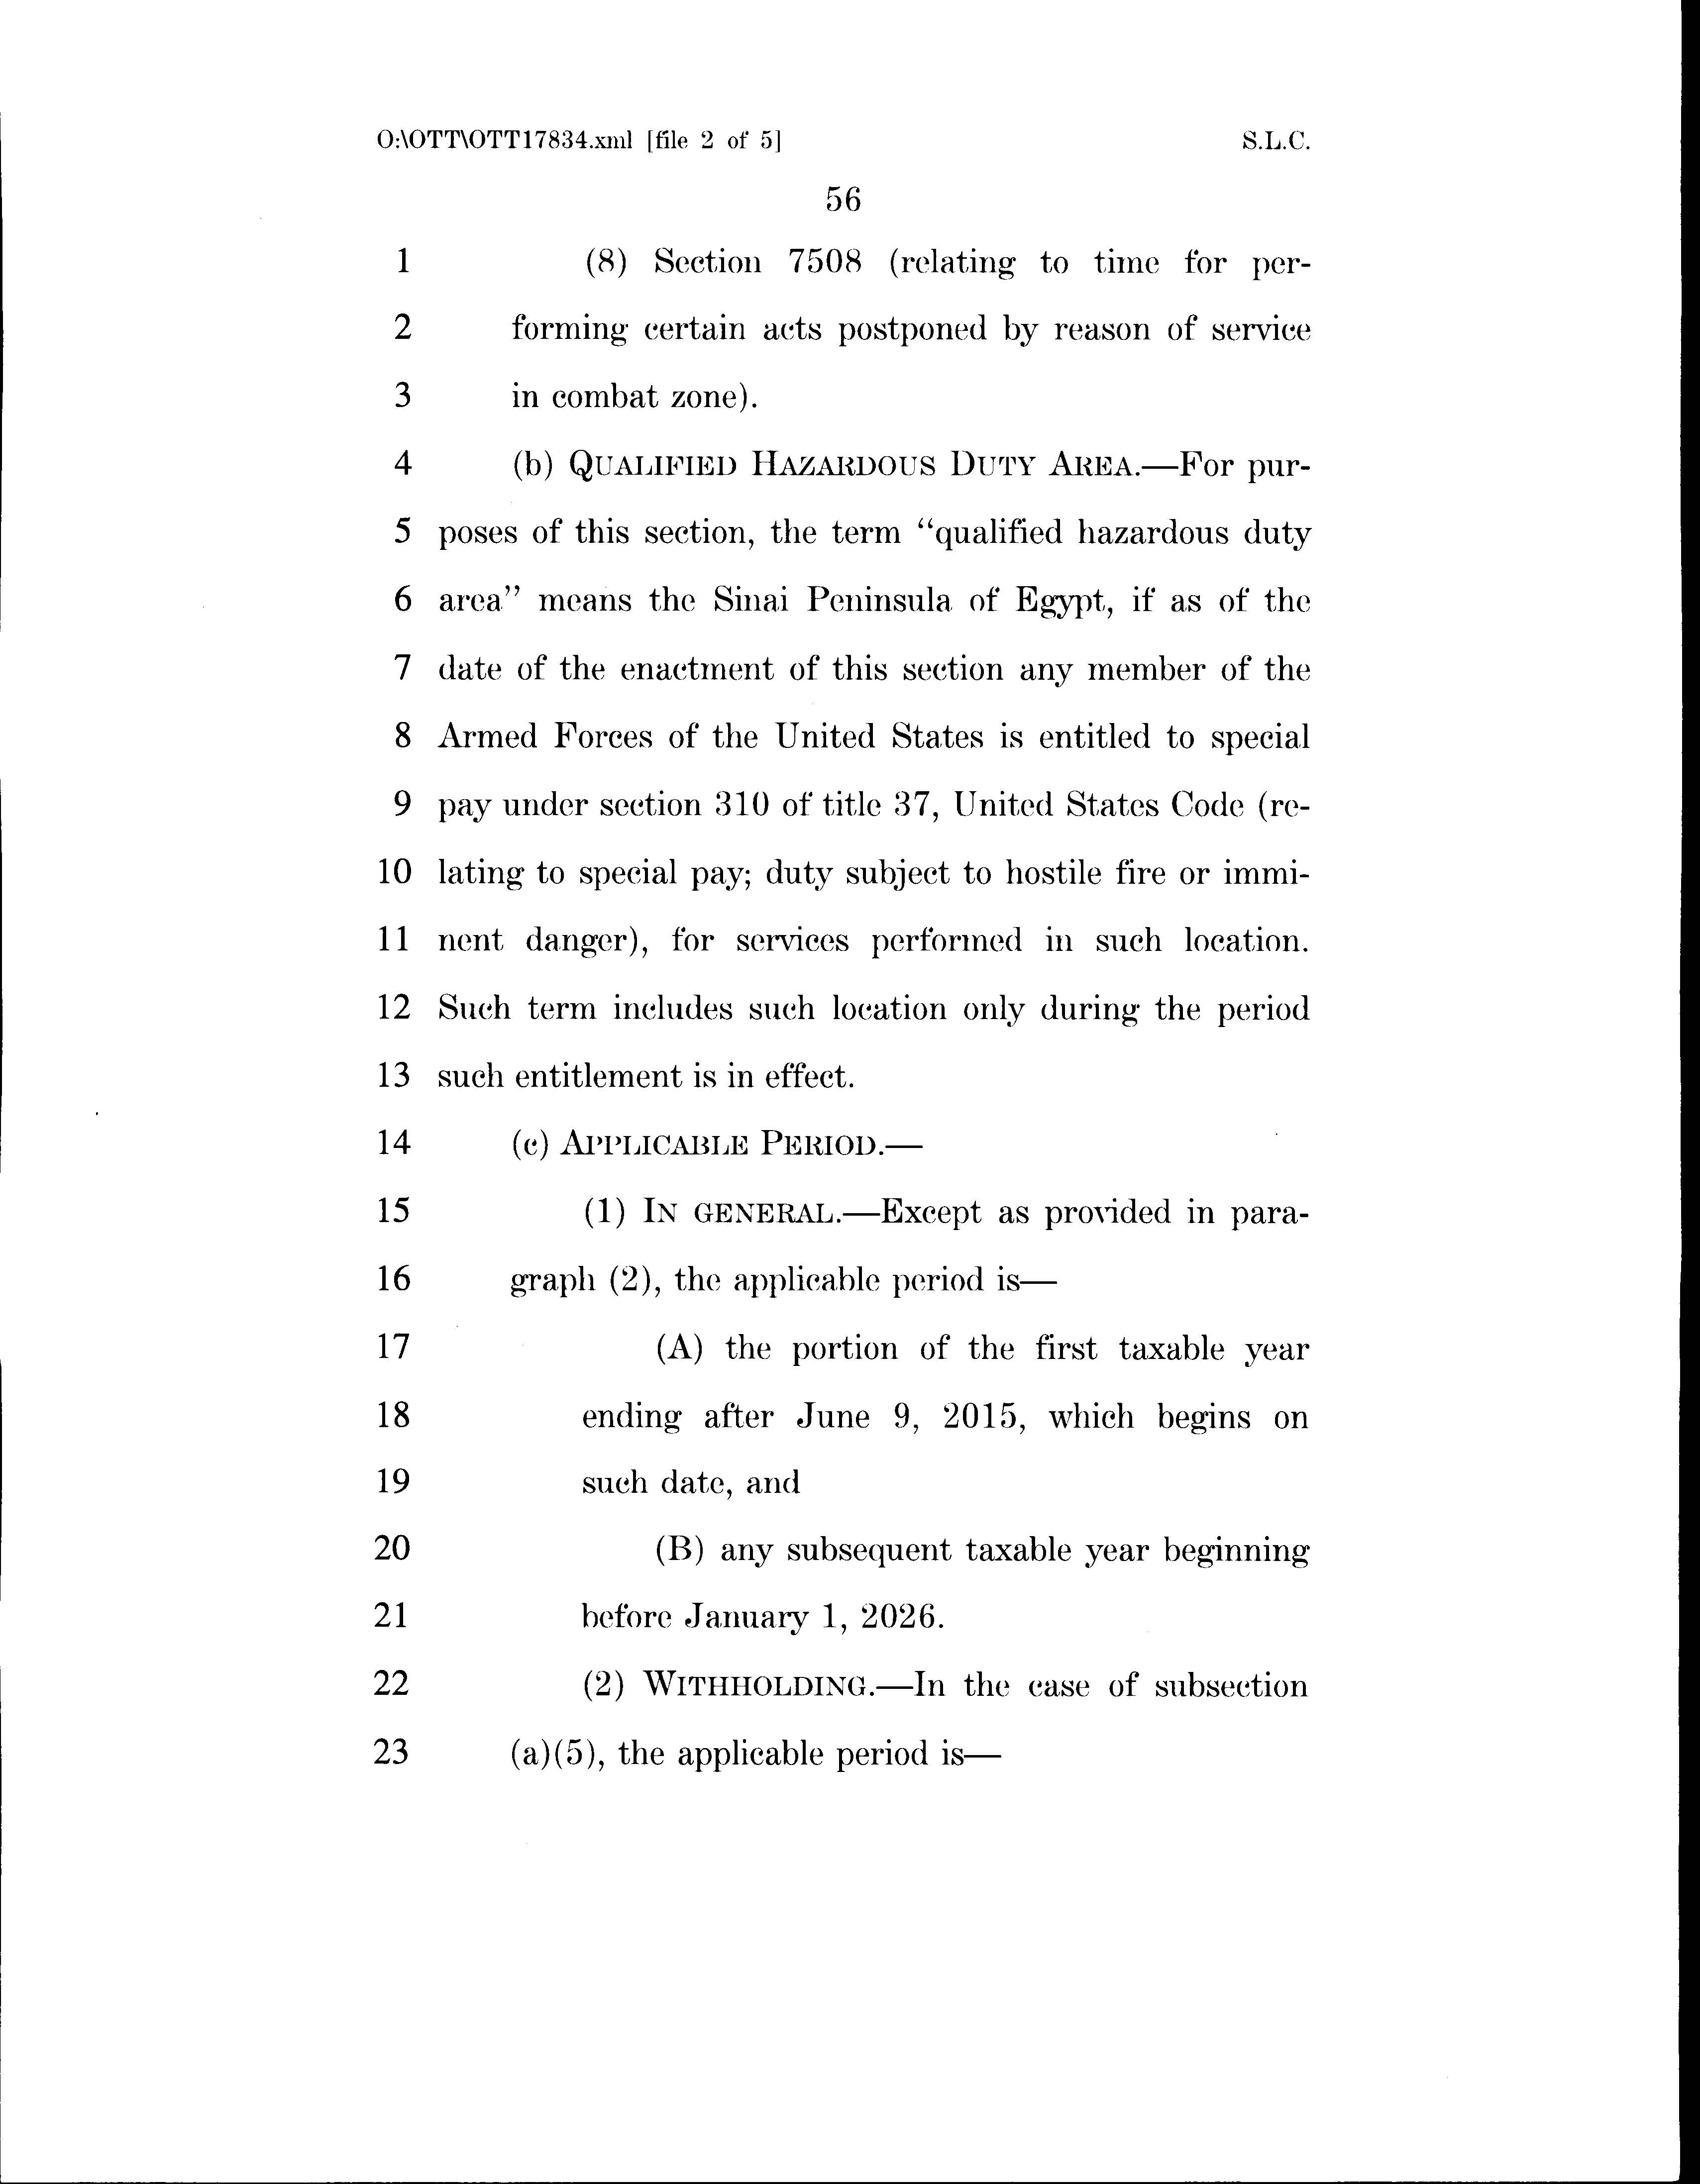 O:\OTT\OTT17834.xml [file 2 of 5] S.L.C.
56
1 (8) Section 7508 (relating to time for per-
2 forming certain acts postponed by reason of service
3 in combat zone).
4 (b) QUALIFIED HAZARDOUS DUTY AREA.—For pur-
5 poses of this section, the term “qualified hazardous duty
6 area” means the Sinai Peninsula of Egypt, if as of the
7 date of the enactment of this section any member of the
8 Armed Forces of the United States is entitled to special
9 pay under section 310 of title 37, United States Code (re-
10 lating to special pay; duty subject to hostile fire or immi-
11 nent danger), for services performed in such location.
12 Such term includes such location only during the period
13 such entitlement is in effect.
14 (c) APPLICABLE PERIOD.—
15 (1) IN GENERAL.—Except as provided in para-
16 graph (2), the applicable period is—
17 (A) the portion of the first taxable year
18 ending after June 9, 2015, which begins on
19 such date, and
20 (B) any subsequent taxable year beginning
21 before January 1, 2026.
22 (2) WITHHOLDING.—In the case of subsection
23 (a)(5), the applicable period is—